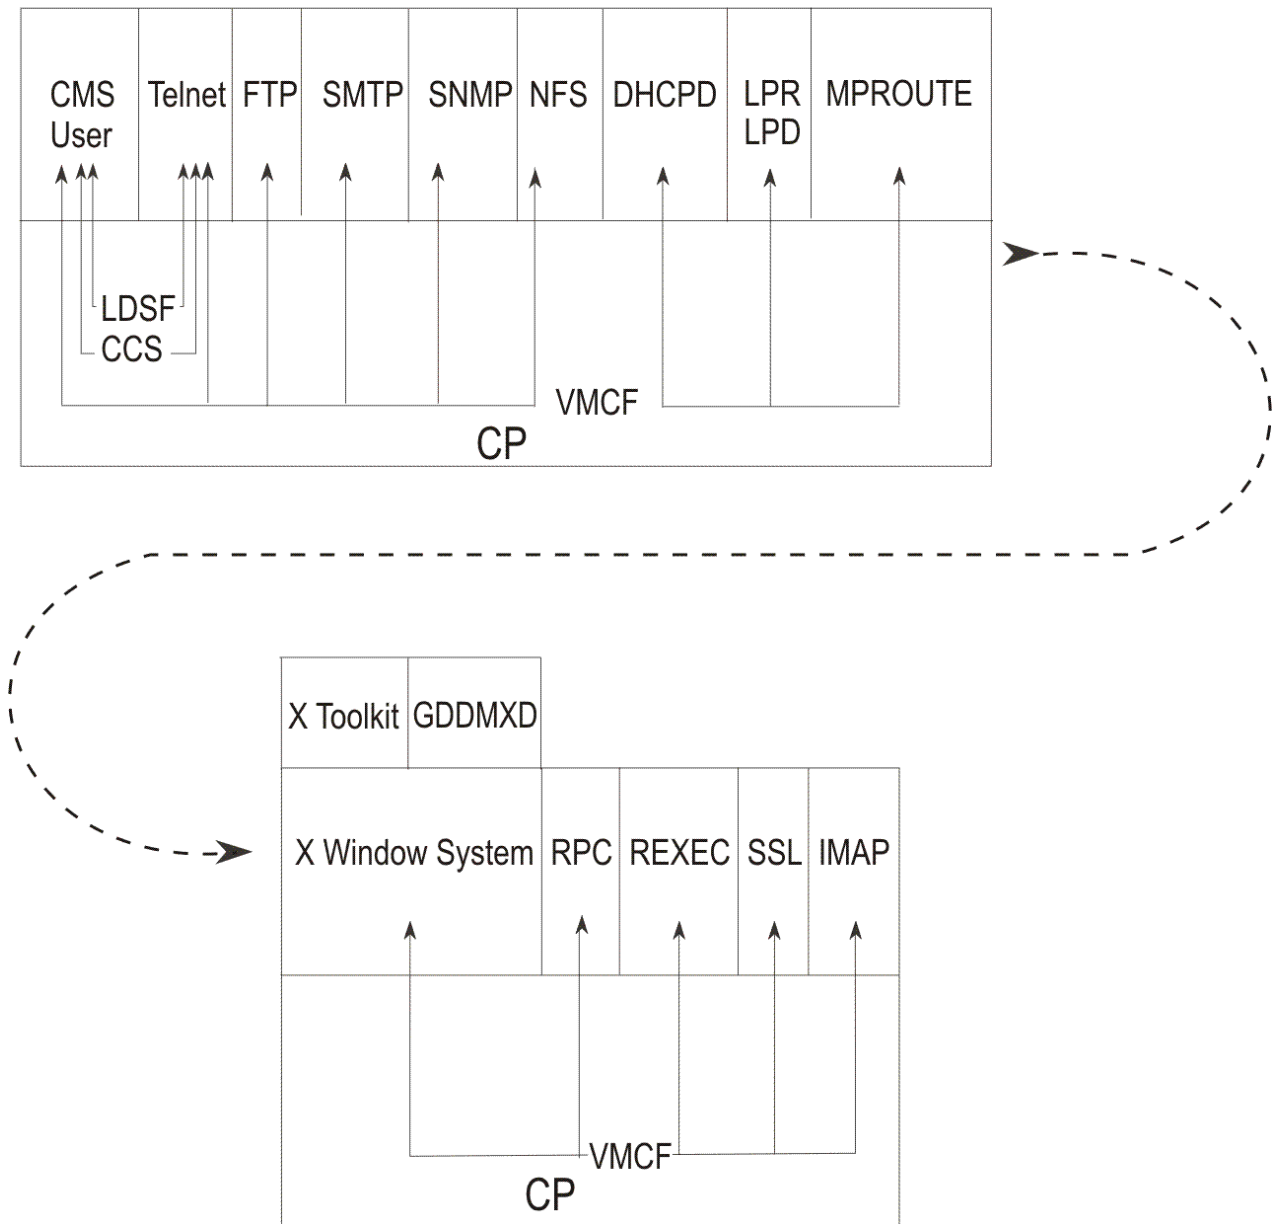 CMS Telnet FTP SMTP SNMP NFS DHCPD LPR MPROUTE
User LPD
LDSF
CCS
VMCF
CP
X Toolkit GDDMXD
X Window System RPC REXEC SSL IMAP
VMCF
CP